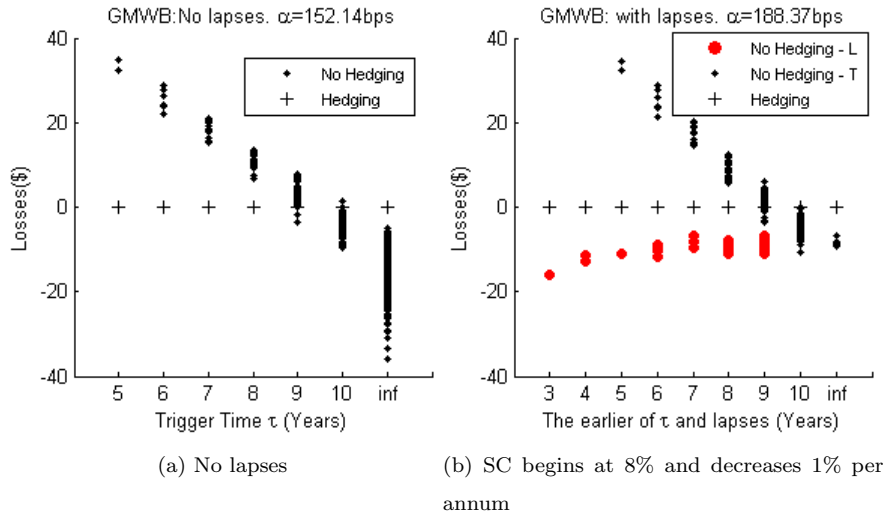 GMWB:No lapses. α=152.14bps
40
20
0
-20
-40
Losses($)
No Hedging
Hedging
5 6 7 8 9 10 inf
Trigger Time τ (Years)
(a) No lapses
GMWB: with lapses. α=188.37bps
40
20
0
-20
-40
Losses($)
No Hedging - L
No Hedging - T
Hedging
3 4 5 6 7 8 9 10 inf
The earlier of τ and lapses (Years)
(b) SC begins at 8% and decreases 1% per
annum